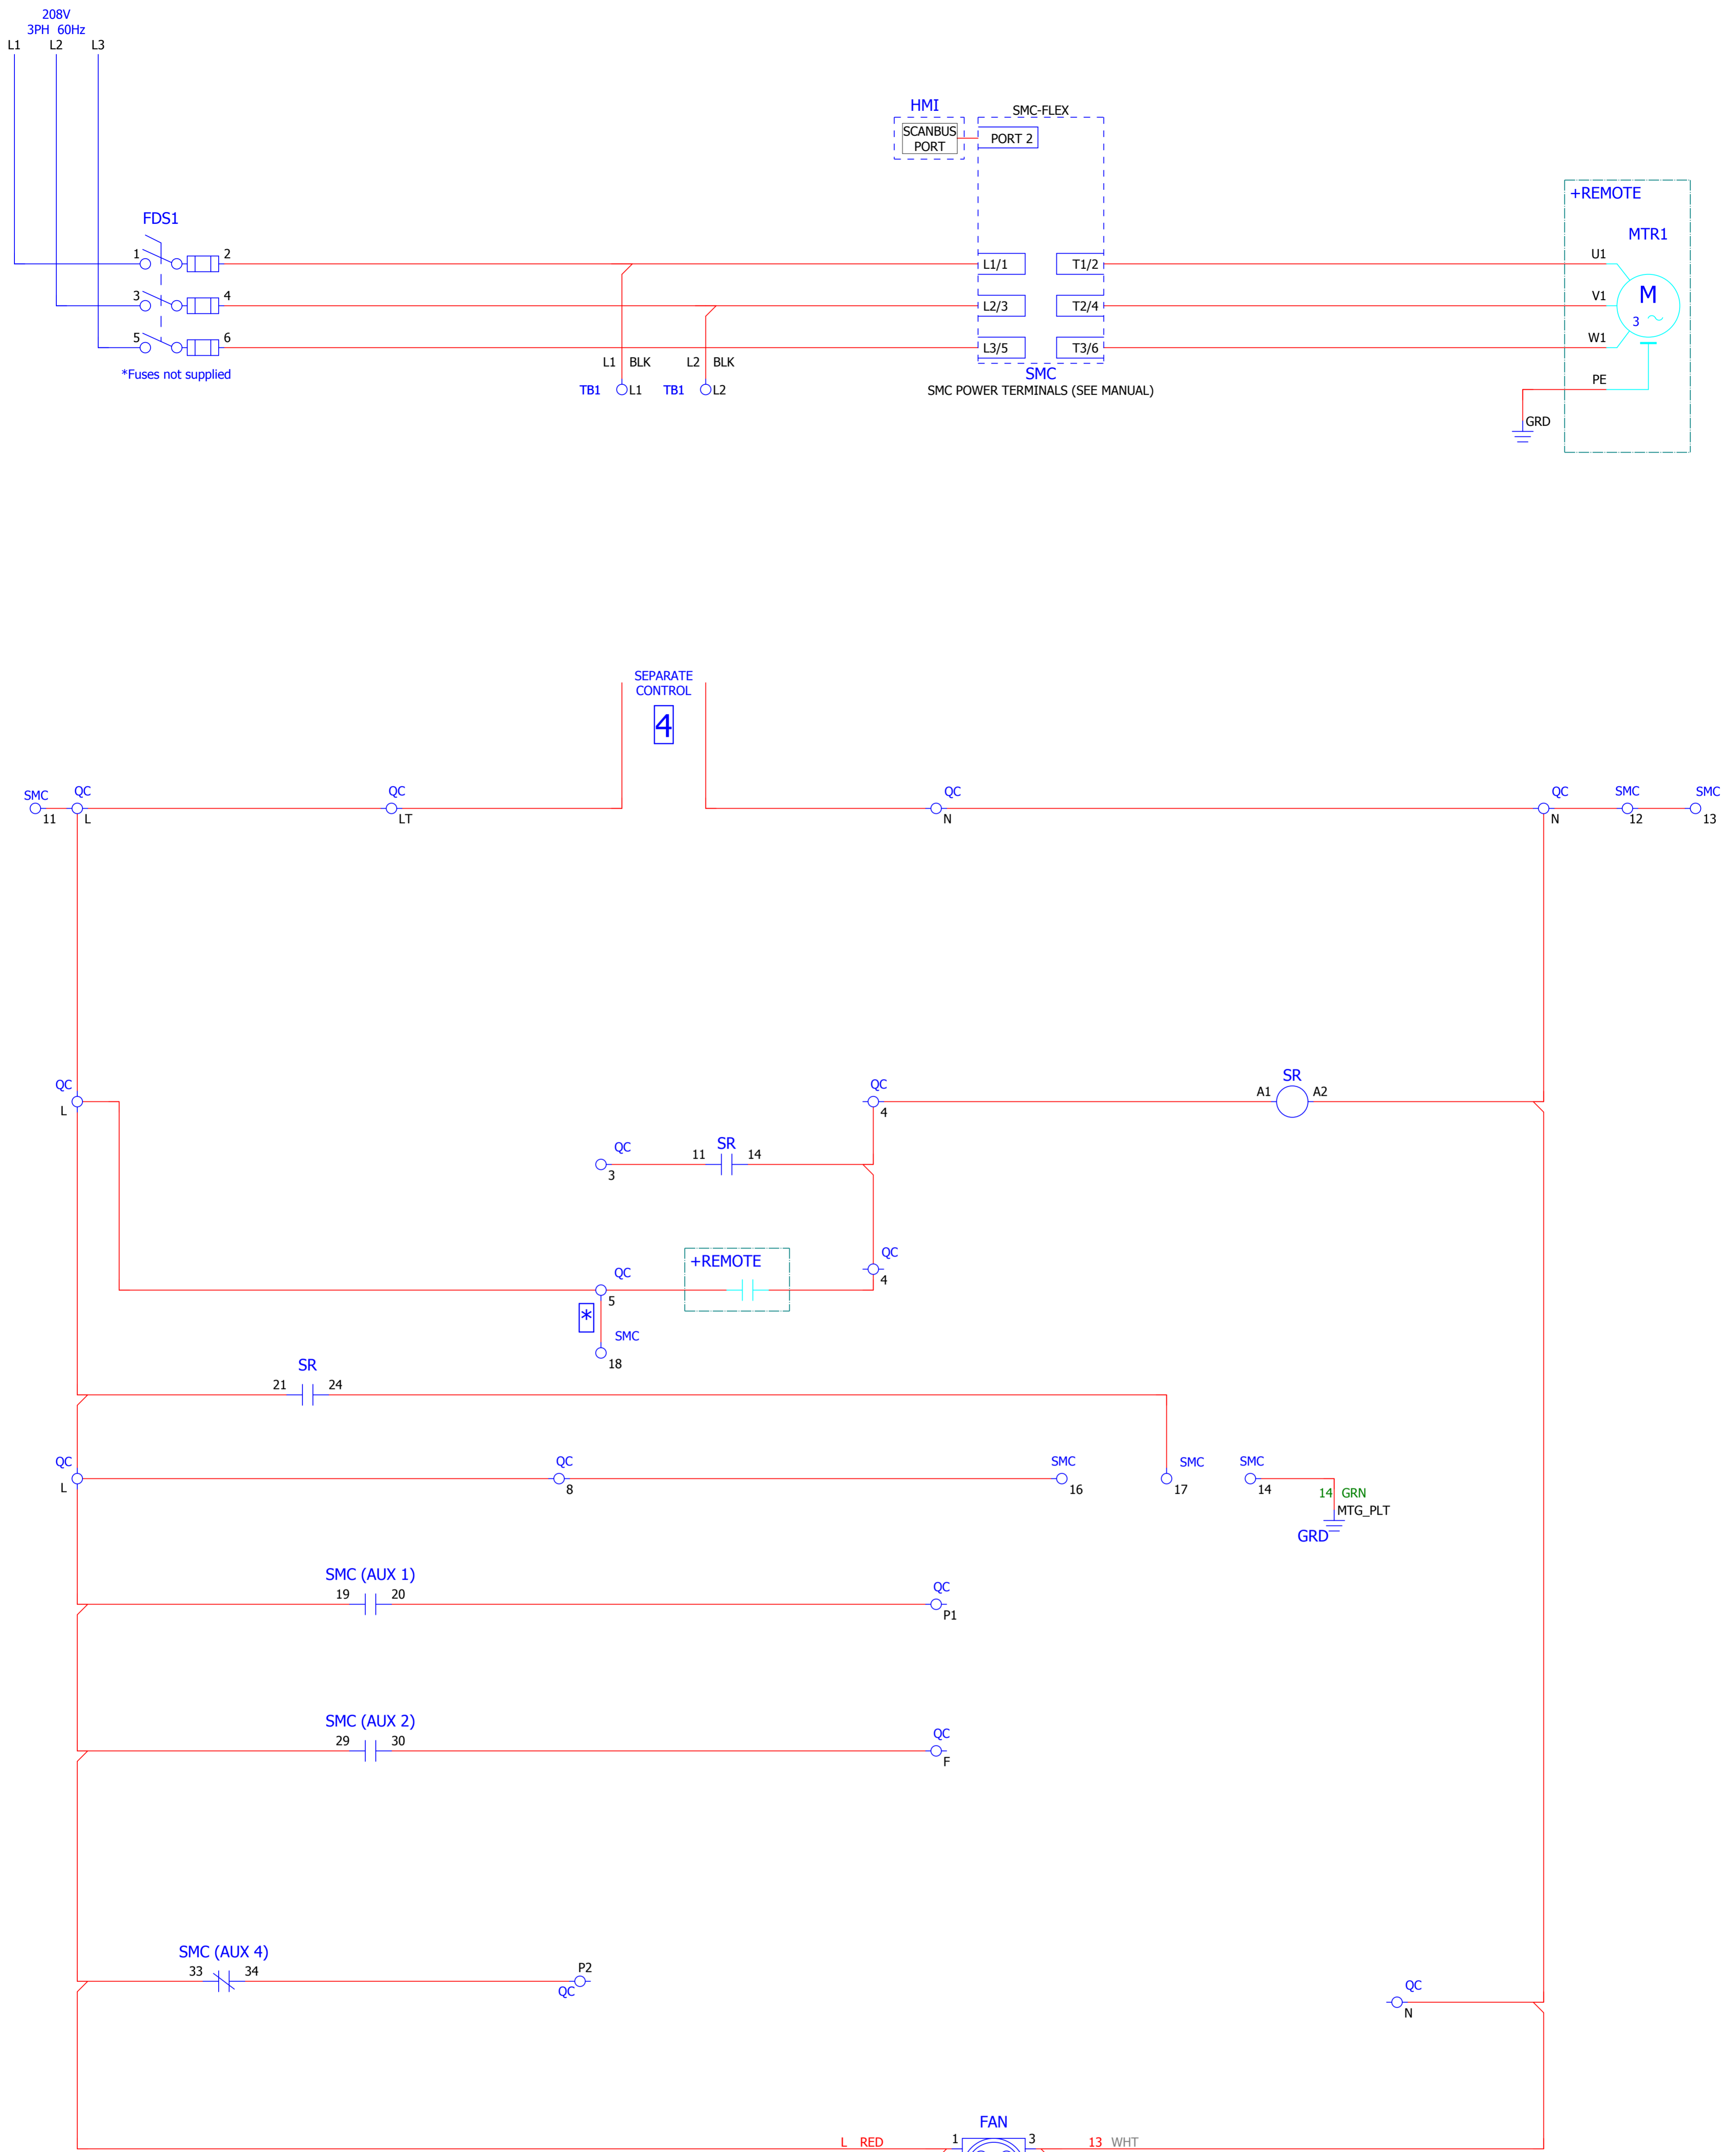 208V
3PH 60Hz
L1 L2 L3
HMI
SMC-FLEX
SCANBUS
PORT
PORT 2
+REMOTE
FDS1
MTR1
1 2 L1/1 T1/2 U1
3 4 L2/3 T2/4 V1
M
3
5 6 L3/5 T3/6 W1
L1 BLK L2 BLK
*Fuses not supplied
SMC
PE
TB1 L1 TB1 L2
SMC POWER TERMINALS (SEE MANUAL)
GRD
SEPARATE
CONTROL
4
SMC QC QC QC QC SMC SMC
11 L LT N N 12 13
QC QC SR
L 4 A1 A2
QC SR
3 11 14
+REMOTE
QC QC
5 4
*
SMC
18
SR
21 24
QC QC SMC SMC SMC
L 8 16 17 14
14 GRN
MTG_PLT
GRD
SMC (AUX 1)
19 20 QC
P1
SMC (AUX 2)
29 30 QC
F
SMC (AUX 4)
33 34 P2
QC
QC
N
FAN
L RED 1 3 13 WHT